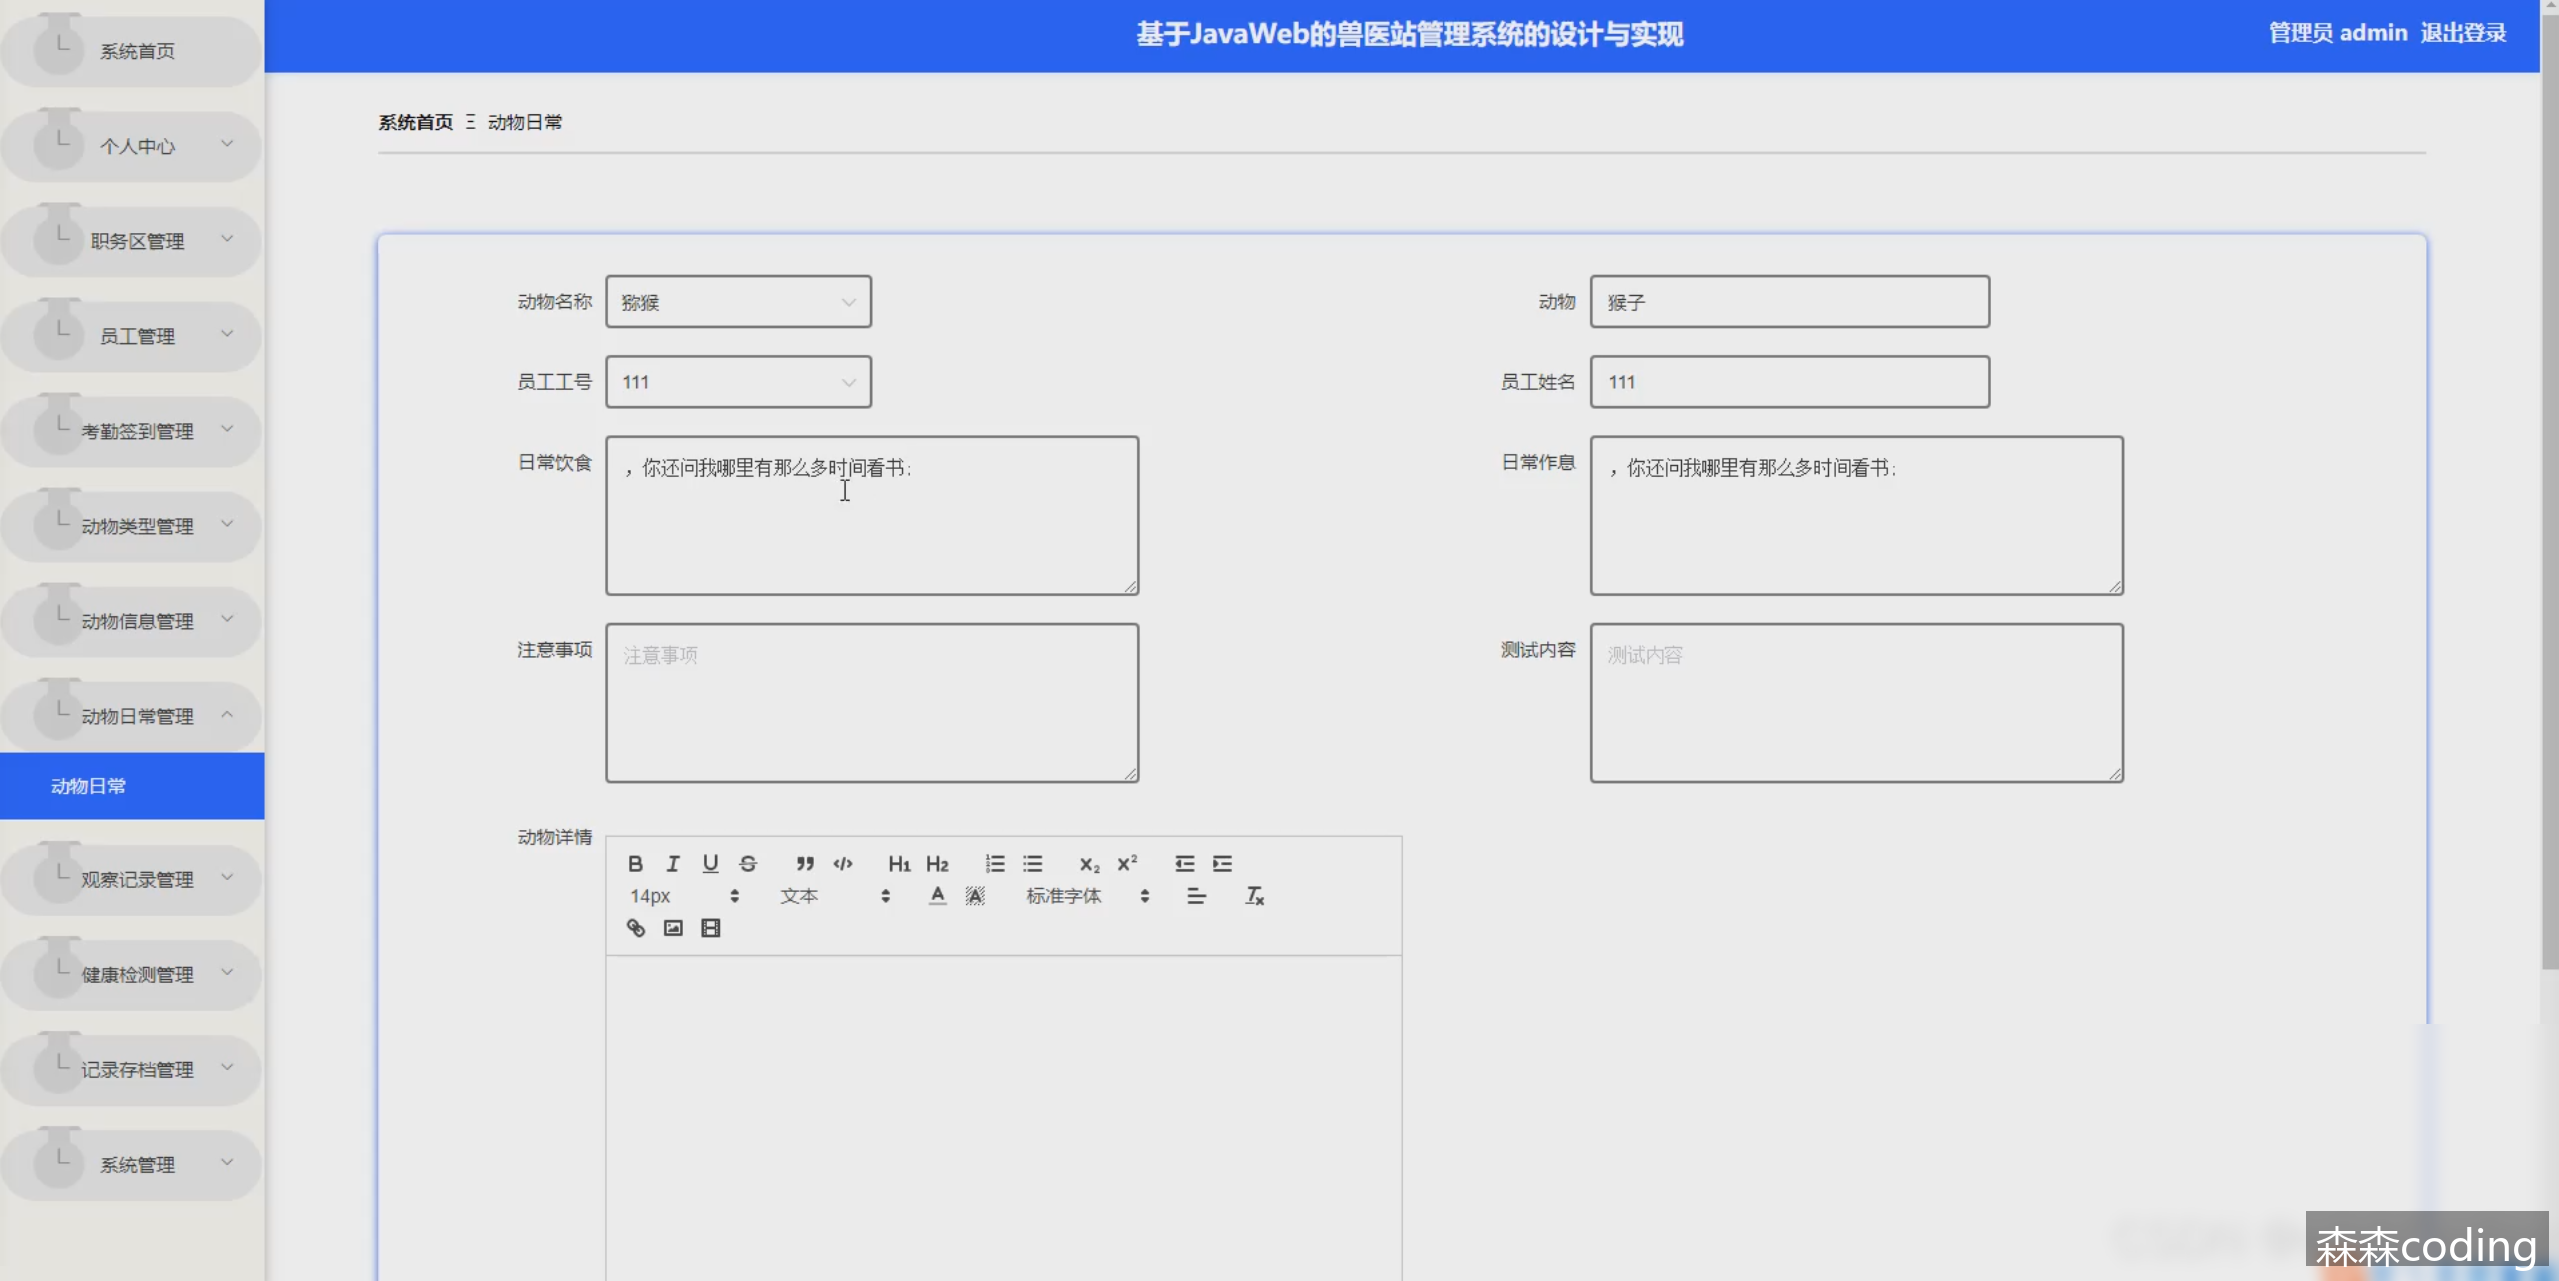 系统首页
个人中心
职务区管理
员工管理
考勤签到管理
动物类型管理
动物信息管理
动物日常管理
动物日常
观察记录管理
健康检测管理
记录存档管理
系统管理
基于JavaWeb的兽医站管理系统的设计与实现
管理员 admin 退出登录
系统首页 Ξ 动物日常
动物名称 猕猴
动物 猴子
员工工号 111
员工姓名 111
日常饮食 ，你还问我哪里有那么多时间看书；
日常作息 ，你还问我哪里有那么多时间看书；
注意事项 注意事项
测试内容 测试内容
动物详情
B I U S ” </> H1 H2 X2 X2
14px 文本 A A 标准字体 Tx
森森coding